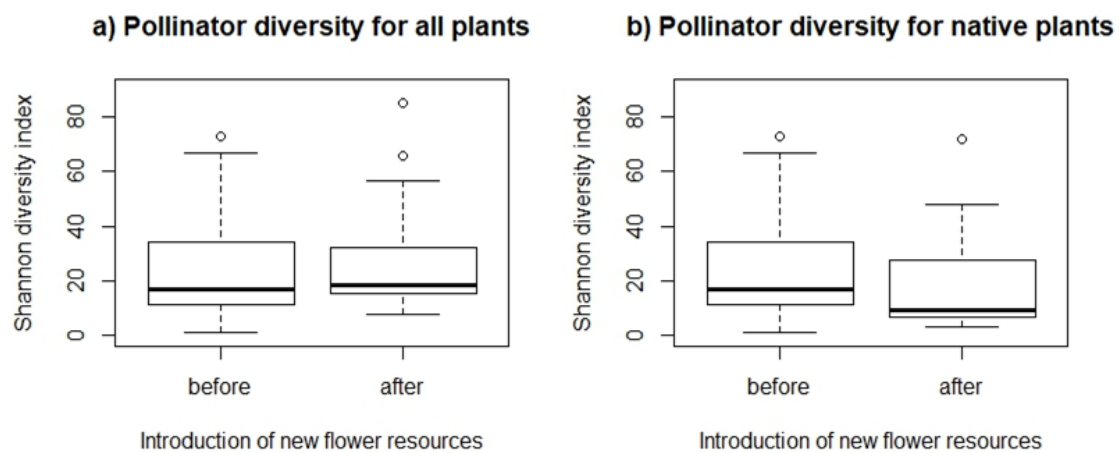 a) Pollinator diversity for all plants
Shannon diversity index
80
60
40
20
0
before after
Introduction of new flower resources
b) Pollinator diversity for native plants
Shannon diversity index
80
60
40
20
0
before after
Introduction of new flower resources